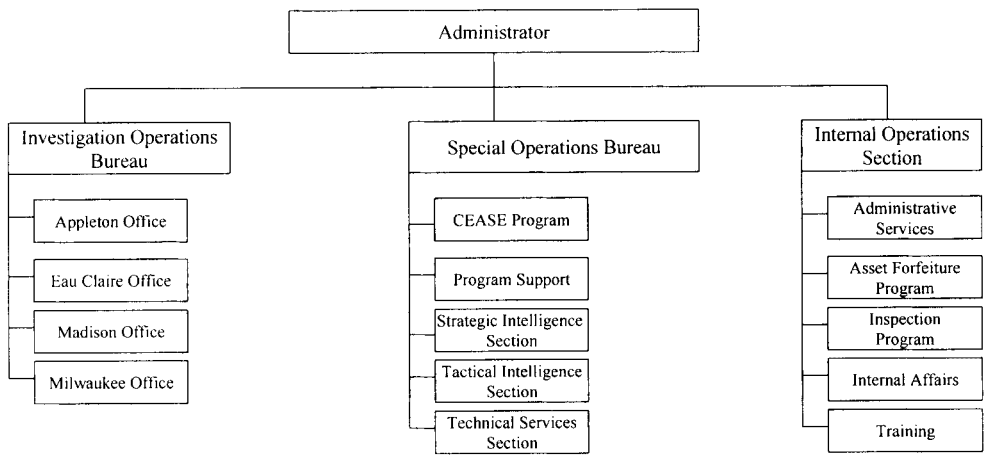 Administrator
Investigation Operations
Bureau
Appleton Office
Eau Claire Office
Madison Office
Milwaukee Office
Special Operations Bureau
CEASE Program
Program Support
Strategic Intelligence
Section
Tactical Intelligence
Section
Technical Services
Section
Internal Operations
Section
Administrative
Services
Asset Forfeiture
Program
Inspection
Program
Internal Affairs
Training